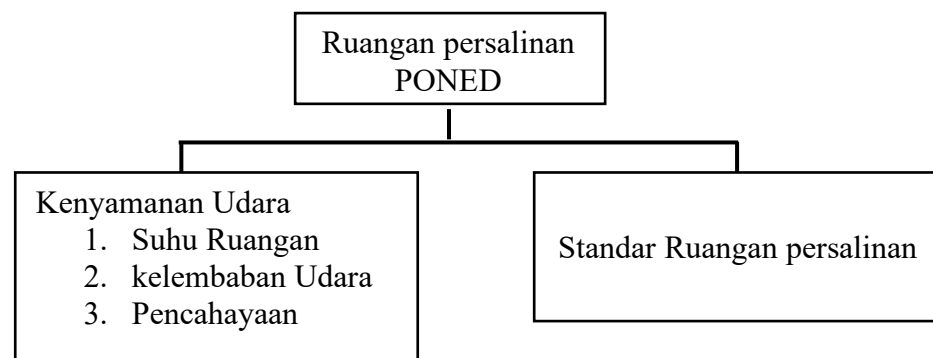 Ruangan persalinan
PONED
Kenyamanan Udara
1. Suhu Ruangan
2. kelembaban Udara
3. Pencahayaan
Standar Ruangan persalinan